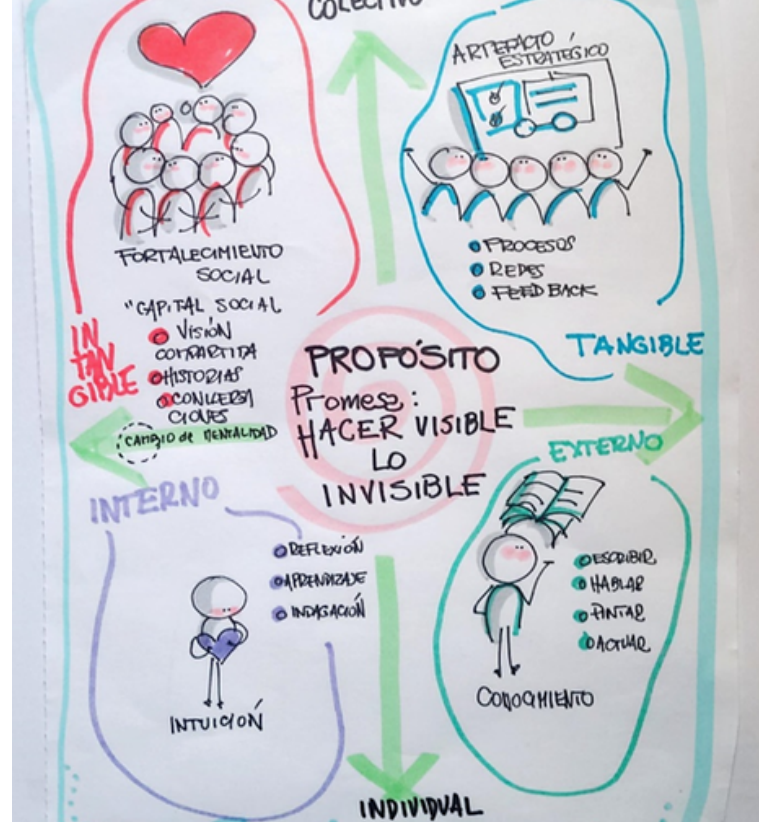 COLECTIVO
ARTEFACTO
ESTRATÉGICO
FORTALECIMIENTO
SOCIAL
"CAPITAL SOCIAL
VISIÓN
COMPARTIDA
HISTORIAS
CONVERSA
CIONES
CAMBIO de MENTALIDAD
IN
TAN
GIBLE
PROCESOS
REDES
FEEDBACK
TANGIBLE
PROPÓSITO
Promesa:
HACER VISIBLE
LO
INVISIBLE
INTERNO
REFLEXIÓN
APRENDIZAJE
INDAGACIÓN
INTUICIÓN
EXTERNO
ESCRIBIR
HABLAR
PINTAR
ACTUAR
CONOCIMIENTO
INDIVIDUAL